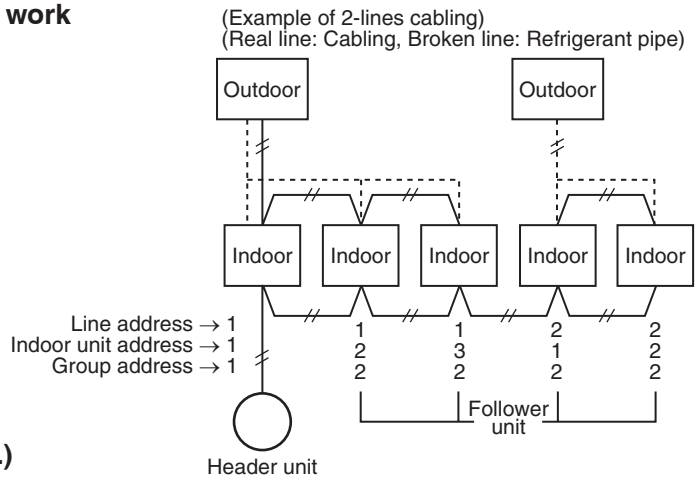 work
(Example of 2-lines cabling)
(Real line: Cabling, Broken line: Refrigerant pipe)
Outdoor Outdoor
Indoor Indoor Indoor Indoor Indoor
Line address → 1 1 1 2 2
Indoor unit address → 1 2 3 1 2
Group address → 1 2 2 2 2
Follower
unit
.)
Header unit